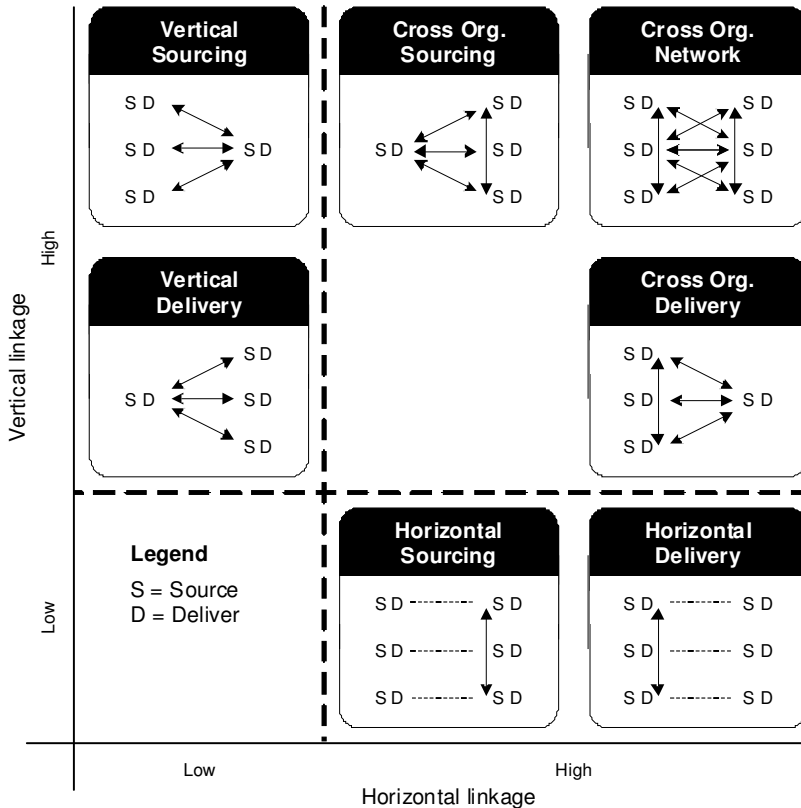 Vertical
Sourcing
S D
S D
S D
S D
Cross Org.
Sourcing
S D
S D
S D
S D
Cross Org.
Network
S D
S D
S D
S D
S D
S D
High
Vertical
Delivery
S D
S D
S D
S D
Cross Org.
Delivery
S D
S D
S D
S D
Vertical linkage
Legend
S = Source
D = Deliver
Horizontal
Sourcing
S D
S D
S D
S D
S D
S D
Horizontal
Delivery
S D
S D
S D
S D
S D
S D
Low
Low
High
Horizontal linkage